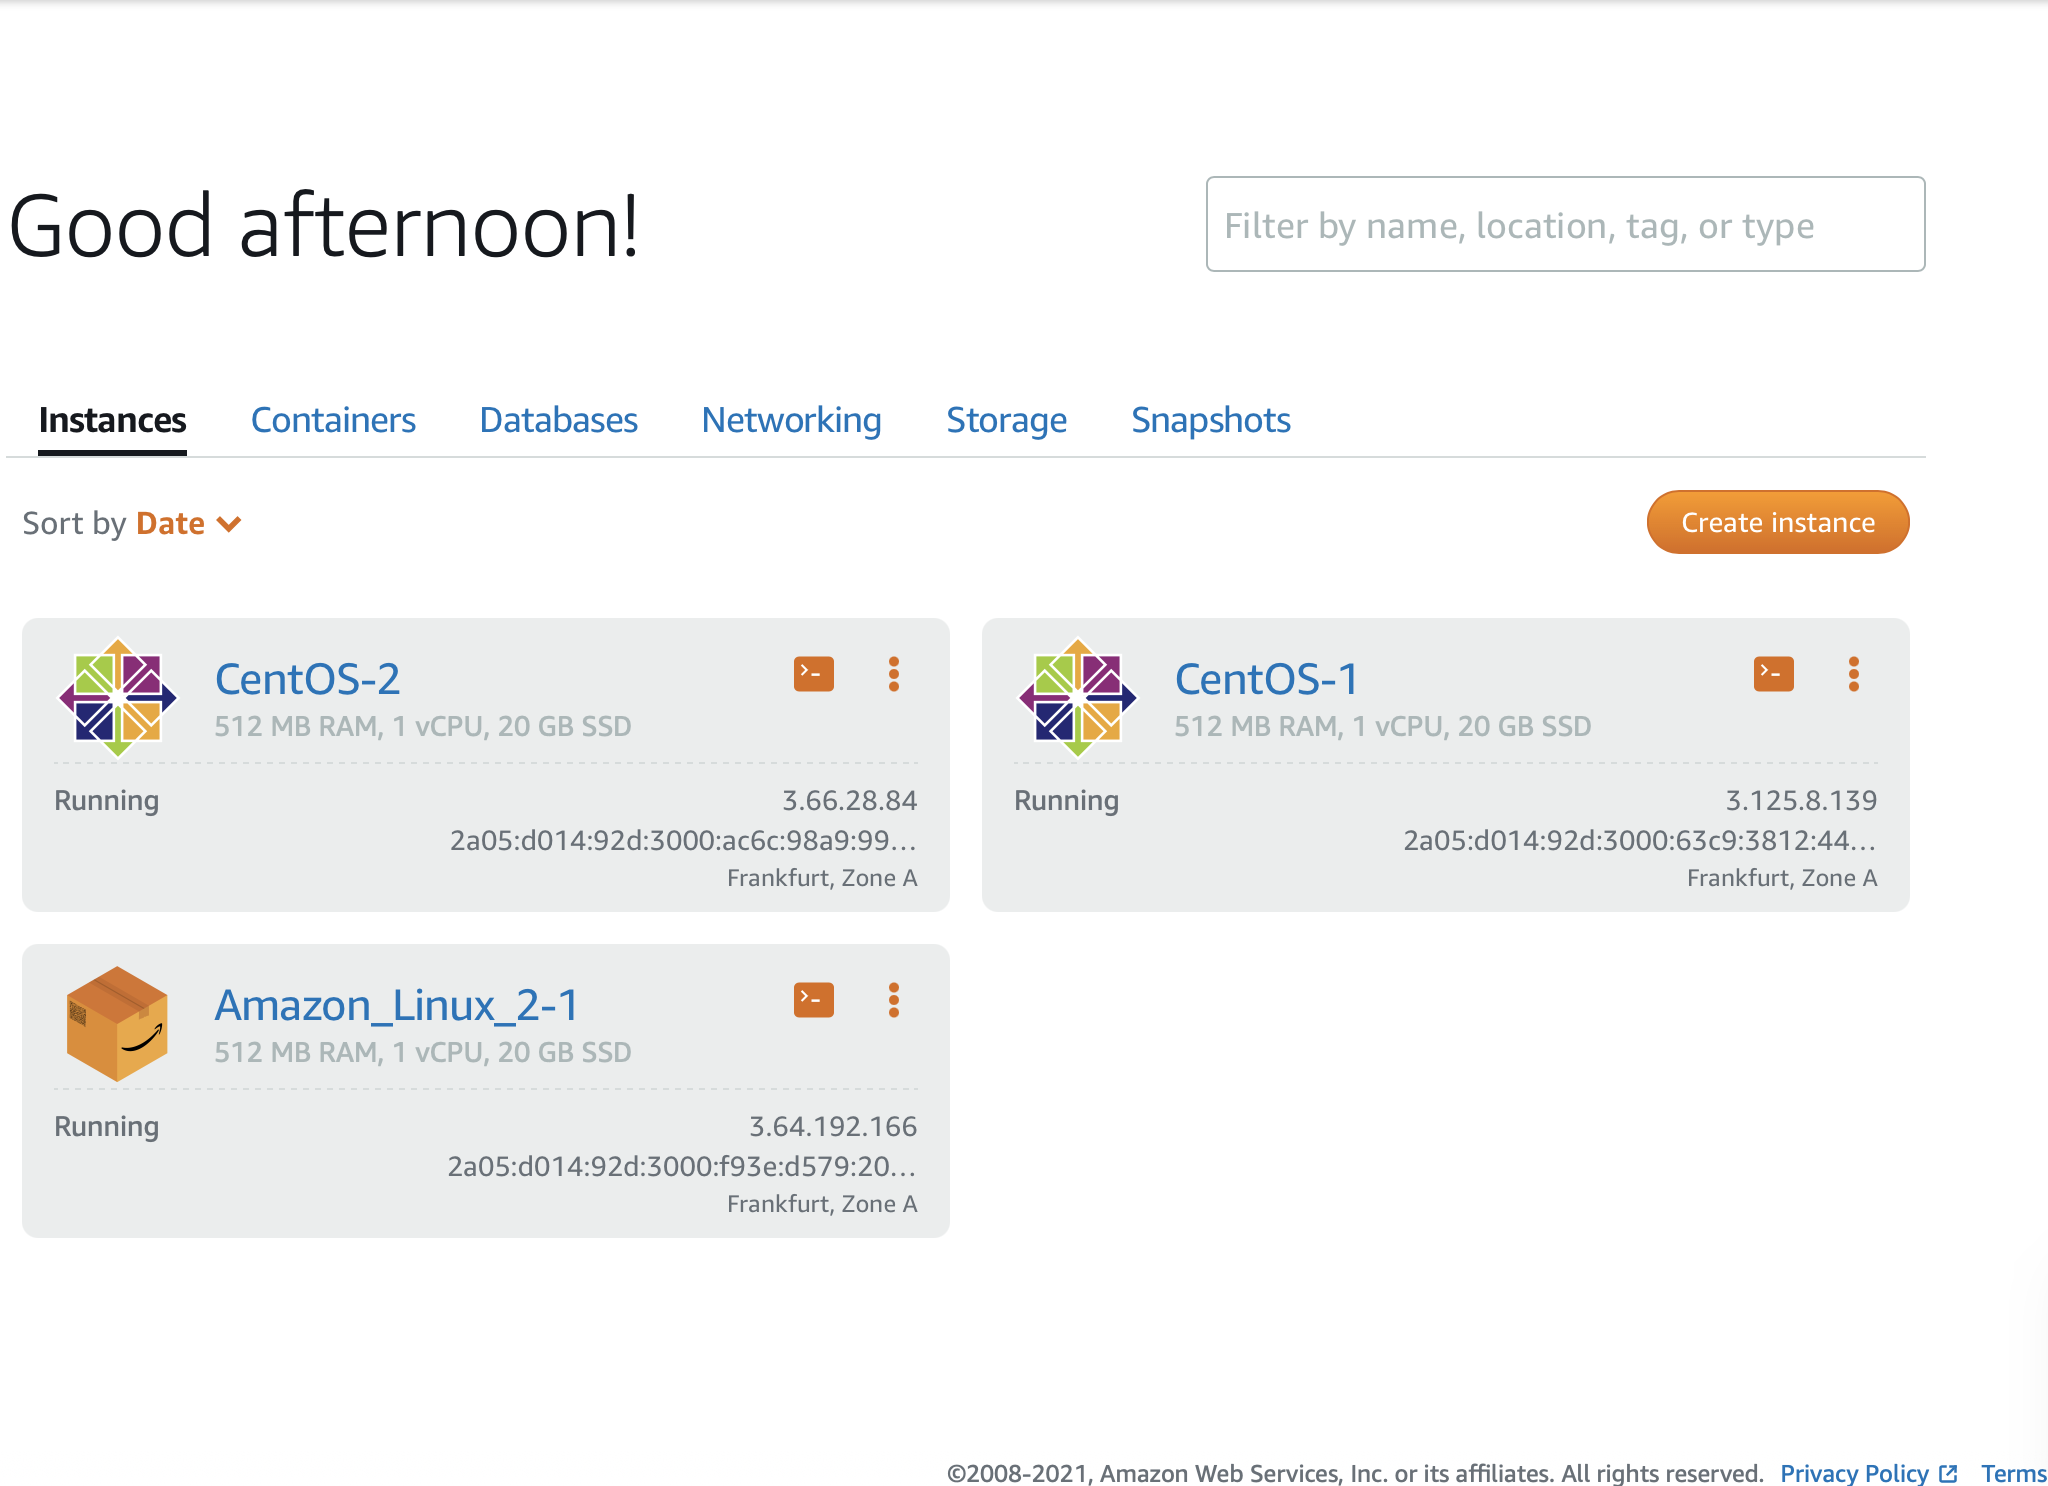 Good afternoon!
Filter by name, location, tag, or type
Instances Containers Databases Networking Storage Snapshots
Sort by Date
Create instance
CentOS-2
512 MB RAM, 1 vCPU, 20 GB SSD
Running
3.66.28.84
2a05:d014:92d:3000:ac6c:98a9:99...
Frankfurt, Zone A
CentOS-1
512 MB RAM, 1 vCPU, 20 GB SSD
Running
3.125.8.139
2a05:d014:92d:3000:63c9:3812:44...
Frankfurt, Zone A
Amazon_Linux_2-1
512 MB RAM, 1 vCPU, 20 GB SSD
Running
3.64.192.166
2a05:d014:92d:3000:f93e:d579:20...
Frankfurt, Zone A
©2008-2021, Amazon Web Services, Inc. or its affiliates. All rights reserved. Privacy Policy Terms